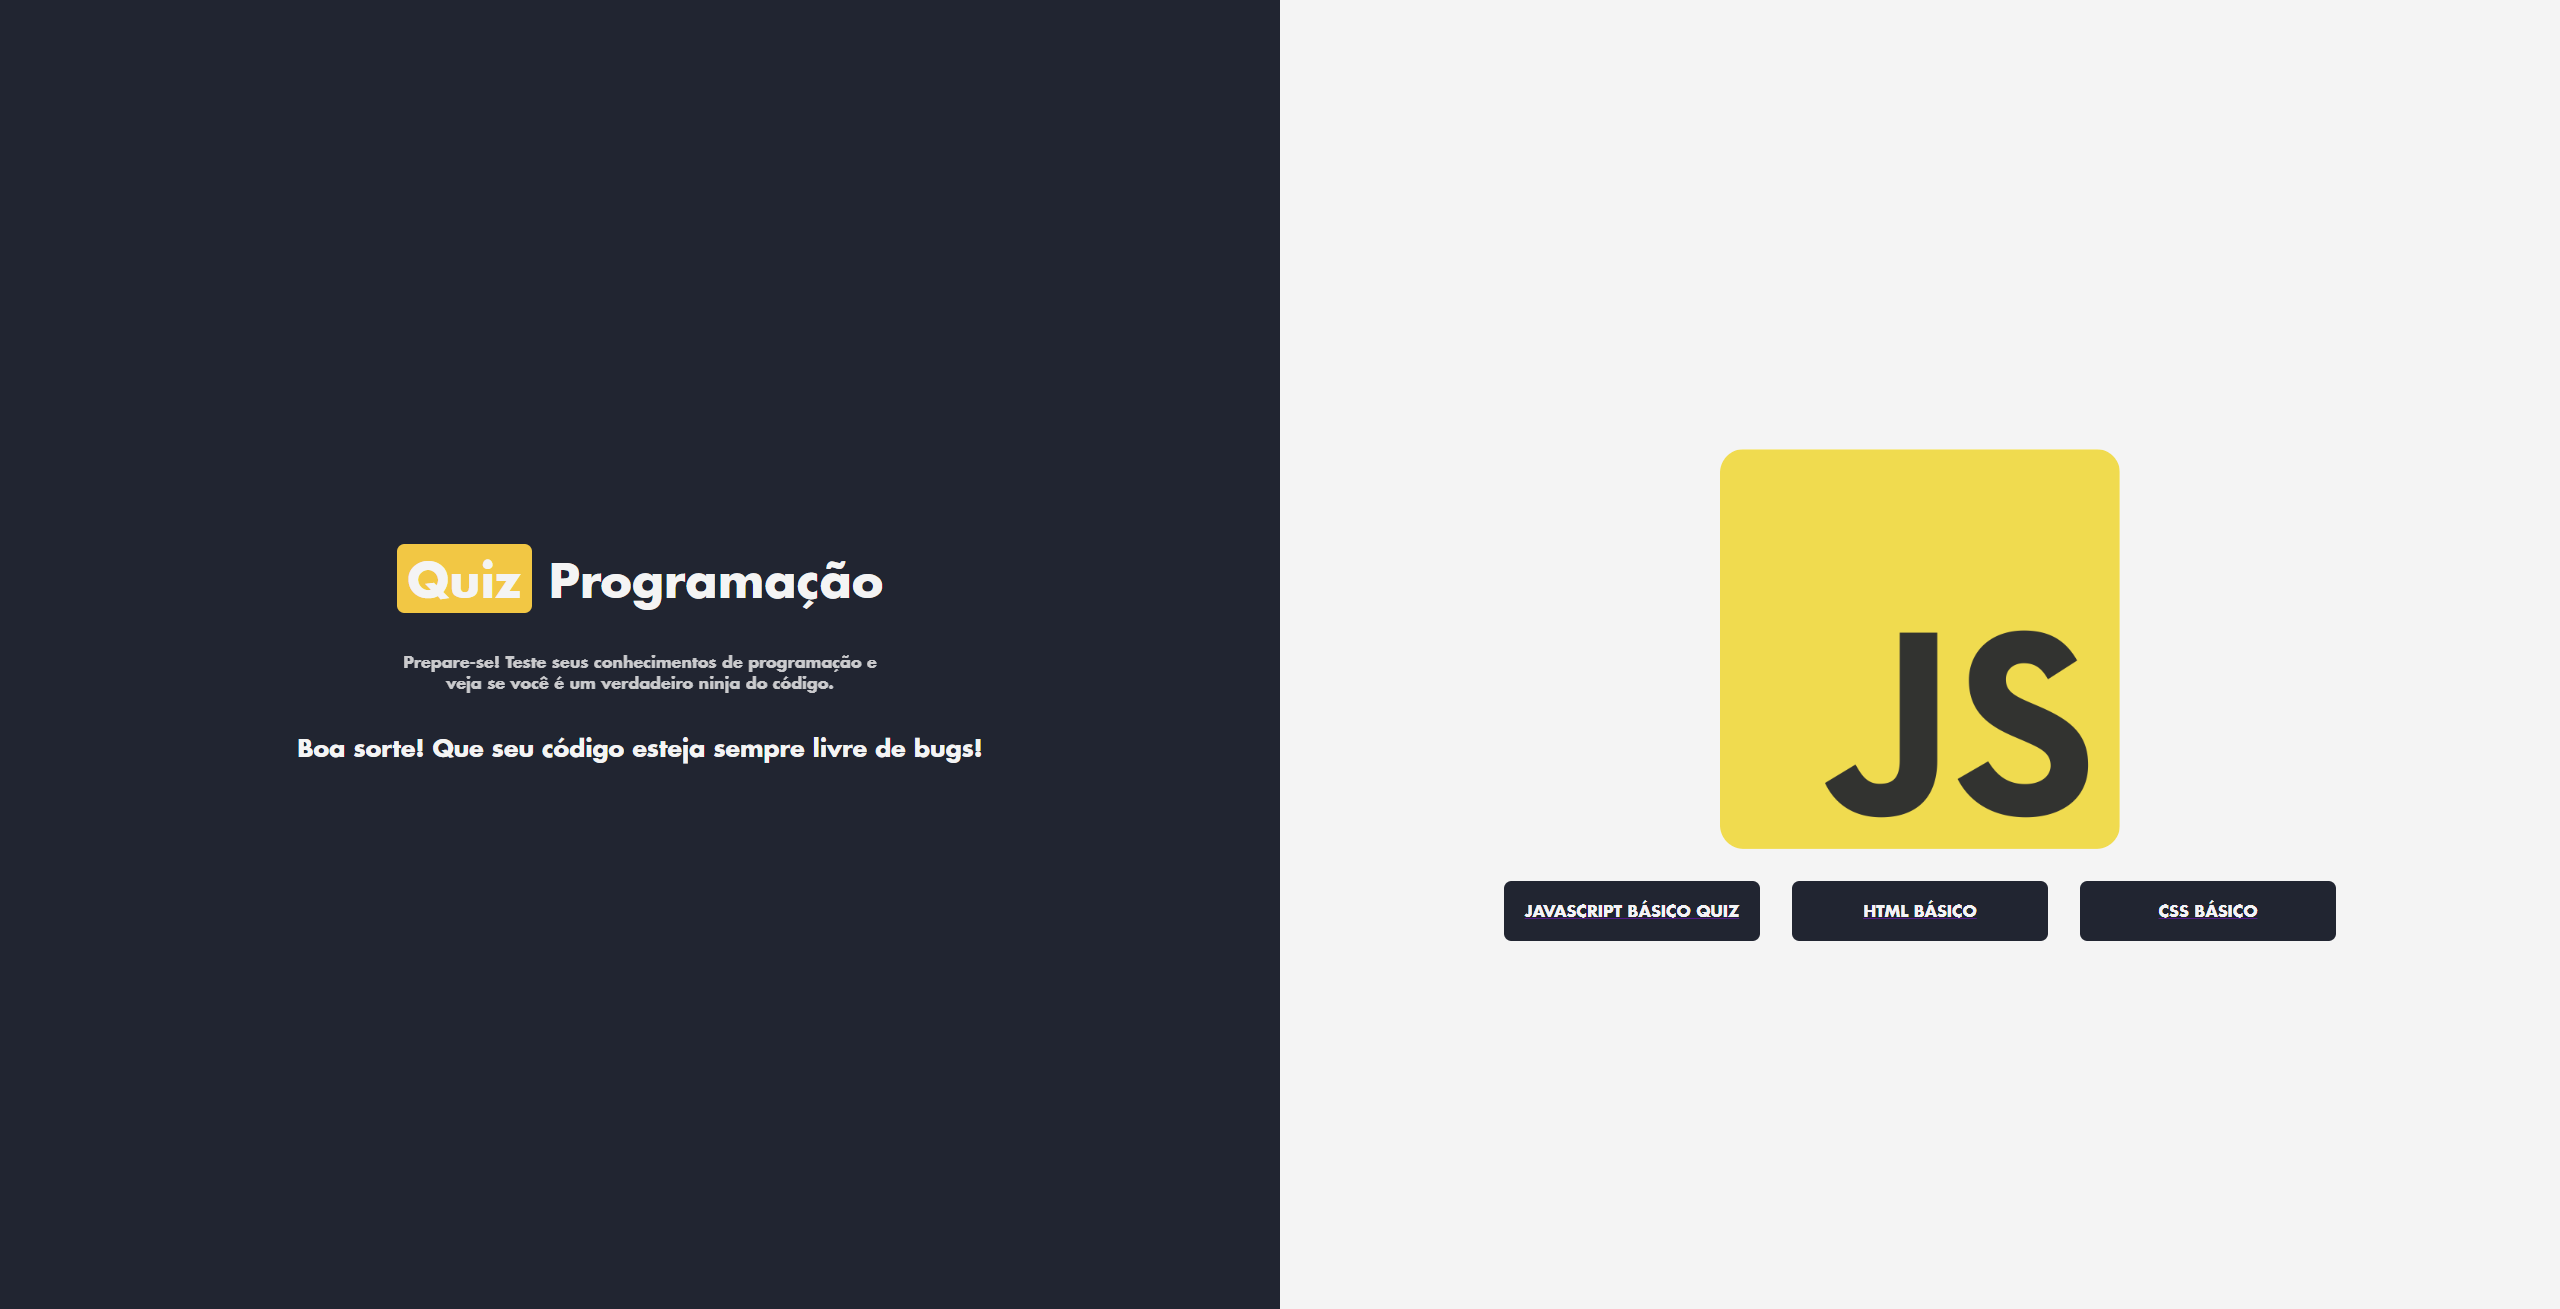 Quiz Programação
Prepare-se! Teste seus conhecimentos de programação e
veja se você é um verdadeiro ninja do código.
Boa sorte! Que seu código esteja sempre livre de bugs!
JS
JAVASCRIPT BÁSICO QUIZ
HTML BÁSICO
CSS BÁSICO